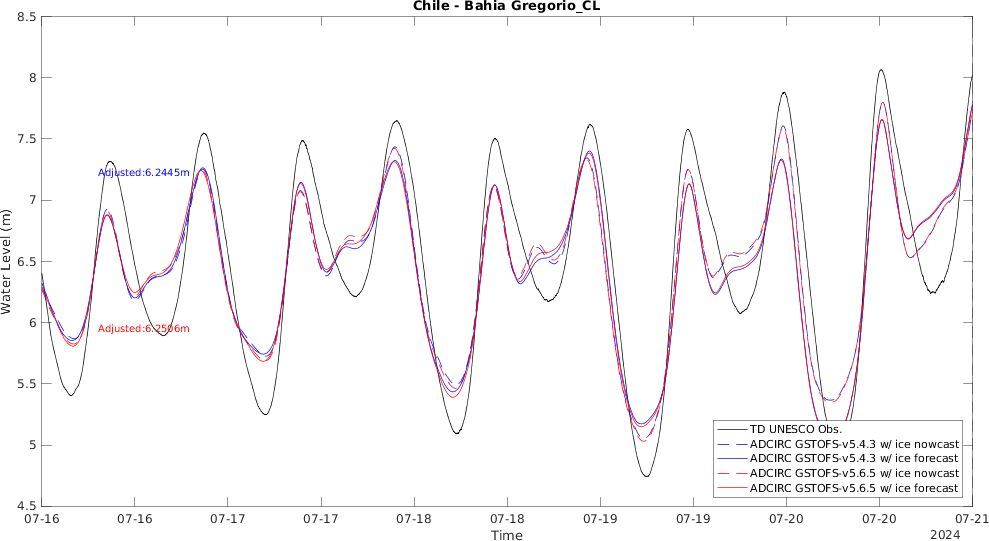 Chile - Bahia Gregorio_CL
8.5
8
7.5
7
6.5
6
5.5
5
4.5
Water Level (m)
Adjusted:6.2445m
Adjusted:6.2506m
TD UNESCO Obs.
ADCIRC GSTOFS-v5.4.3 w/ ice nowcast
ADCIRC GSTOFS-v5.4.3 w/ ice forecast
ADCIRC GSTOFS-v5.6.5 w/ ice nowcast
ADCIRC GSTOFS-v5.6.5 w/ ice forecast
07-16 07-16 07-17 07-17 07-18 07-18 07-19 07-19 07-20 07-20 07-21
Time
2024